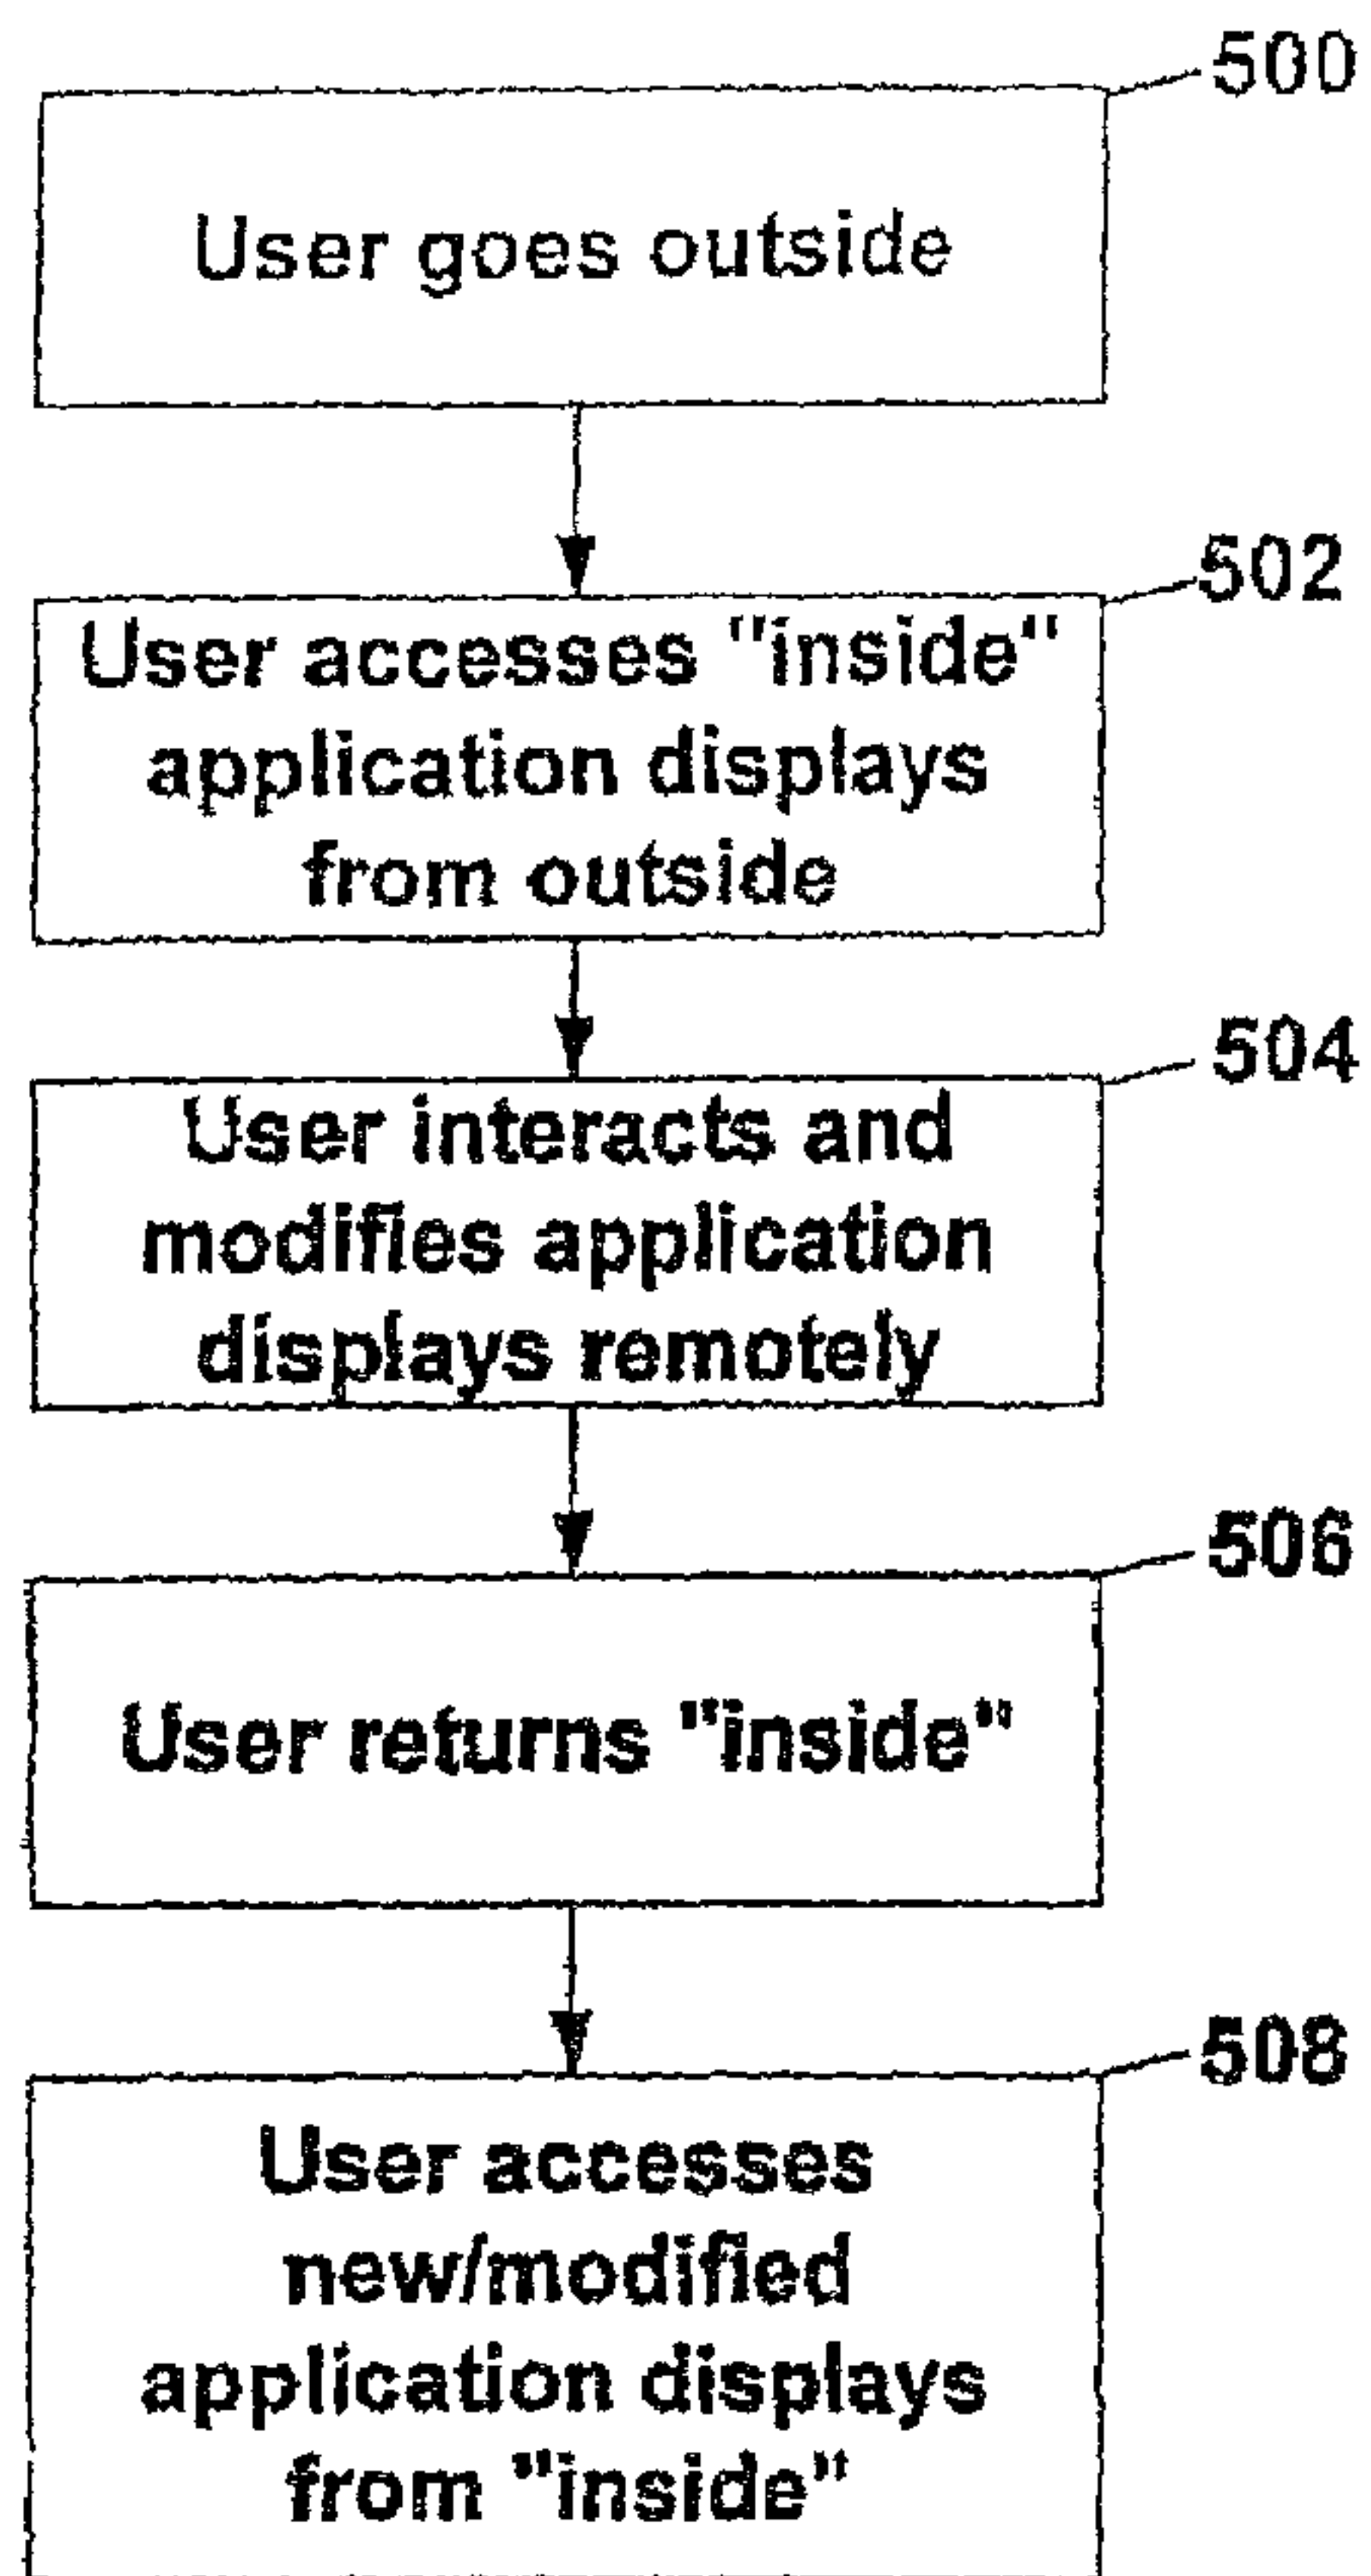 500
User goes outside
502
User accesses "inside"
application displays
from outside
504
User interacts and
modifies application
displays remotely
506
User returns "inside"
508
User accesses
new/modified
application displays
from "inside"